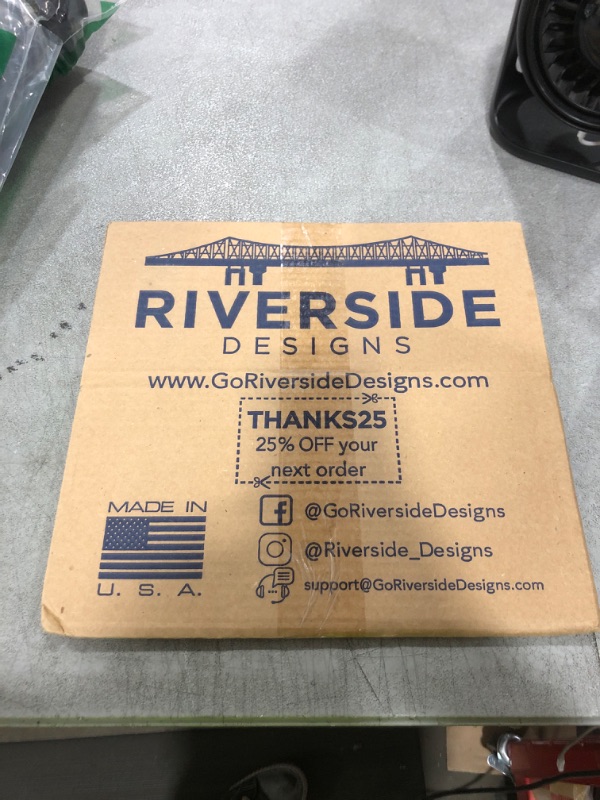 RIVERSIDE
DESIGNS
www.GoRiversideDesigns.com
THANKS25
25% OFF your
next order
MADE IN
U. S. A.
@GoRiversideDesigns
@Riverside_Designs
support@GoRiversideDesigns.com